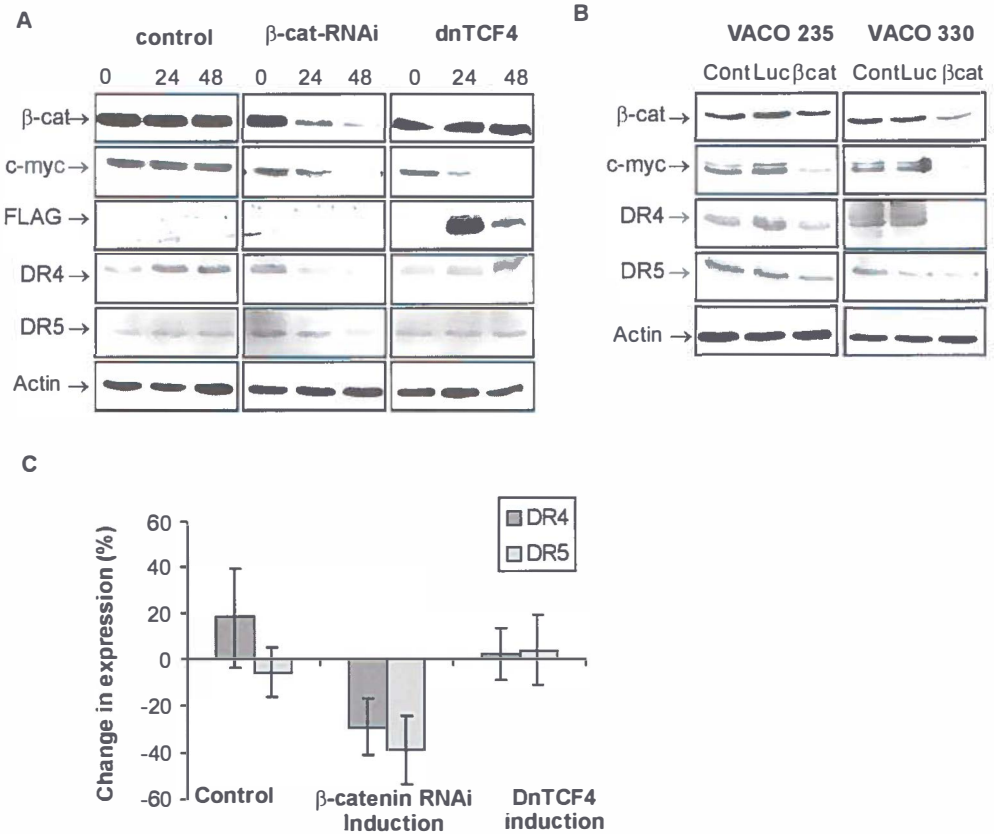 A
control β-cat-RNAi dnTCF4
0 24 48 0 24 48 0 24 48
β-cat→
c-myc→
FLAG →
DR4→
DR5 →
Actin →
B
VACO 235 VACO 330
Cont Luc βcat Cont Luc βcat
β-cat→
c-myc→
DR4 →
DR5 →
Actin →
C
DR4
DR5
Change in expression (%)
60
40
20
0
-20
-40
-60
Control β-catenin RNAi Induction DnTCF4 induction